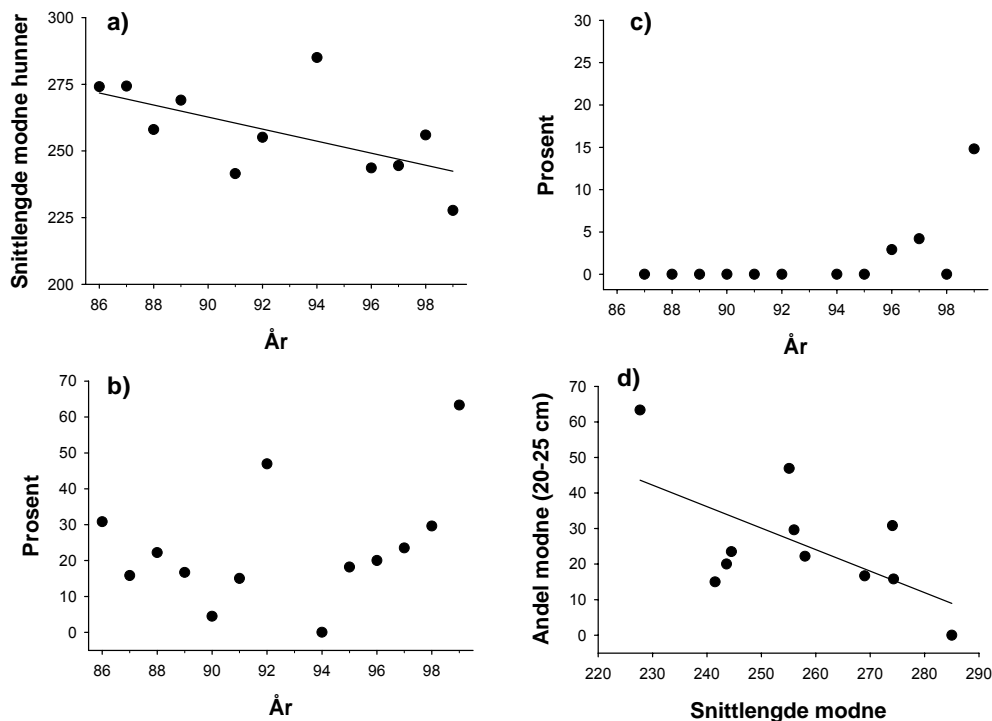 a)
Snittlengde modne hunner
300
275
250
225
200
86 88 90 92 94 96 98
År
c)
Prosent
30
25
20
15
10
5
0
86 88 90 92 94 96 98
År
b)
Prosent
70
60
50
40
30
20
10
0
86 88 90 92 94 96 98
År
d)
Andel modne (20-25 cm)
70
60
50
40
30
20
10
0
220 230 240 250 260 270 280 290
Snittlengde modne